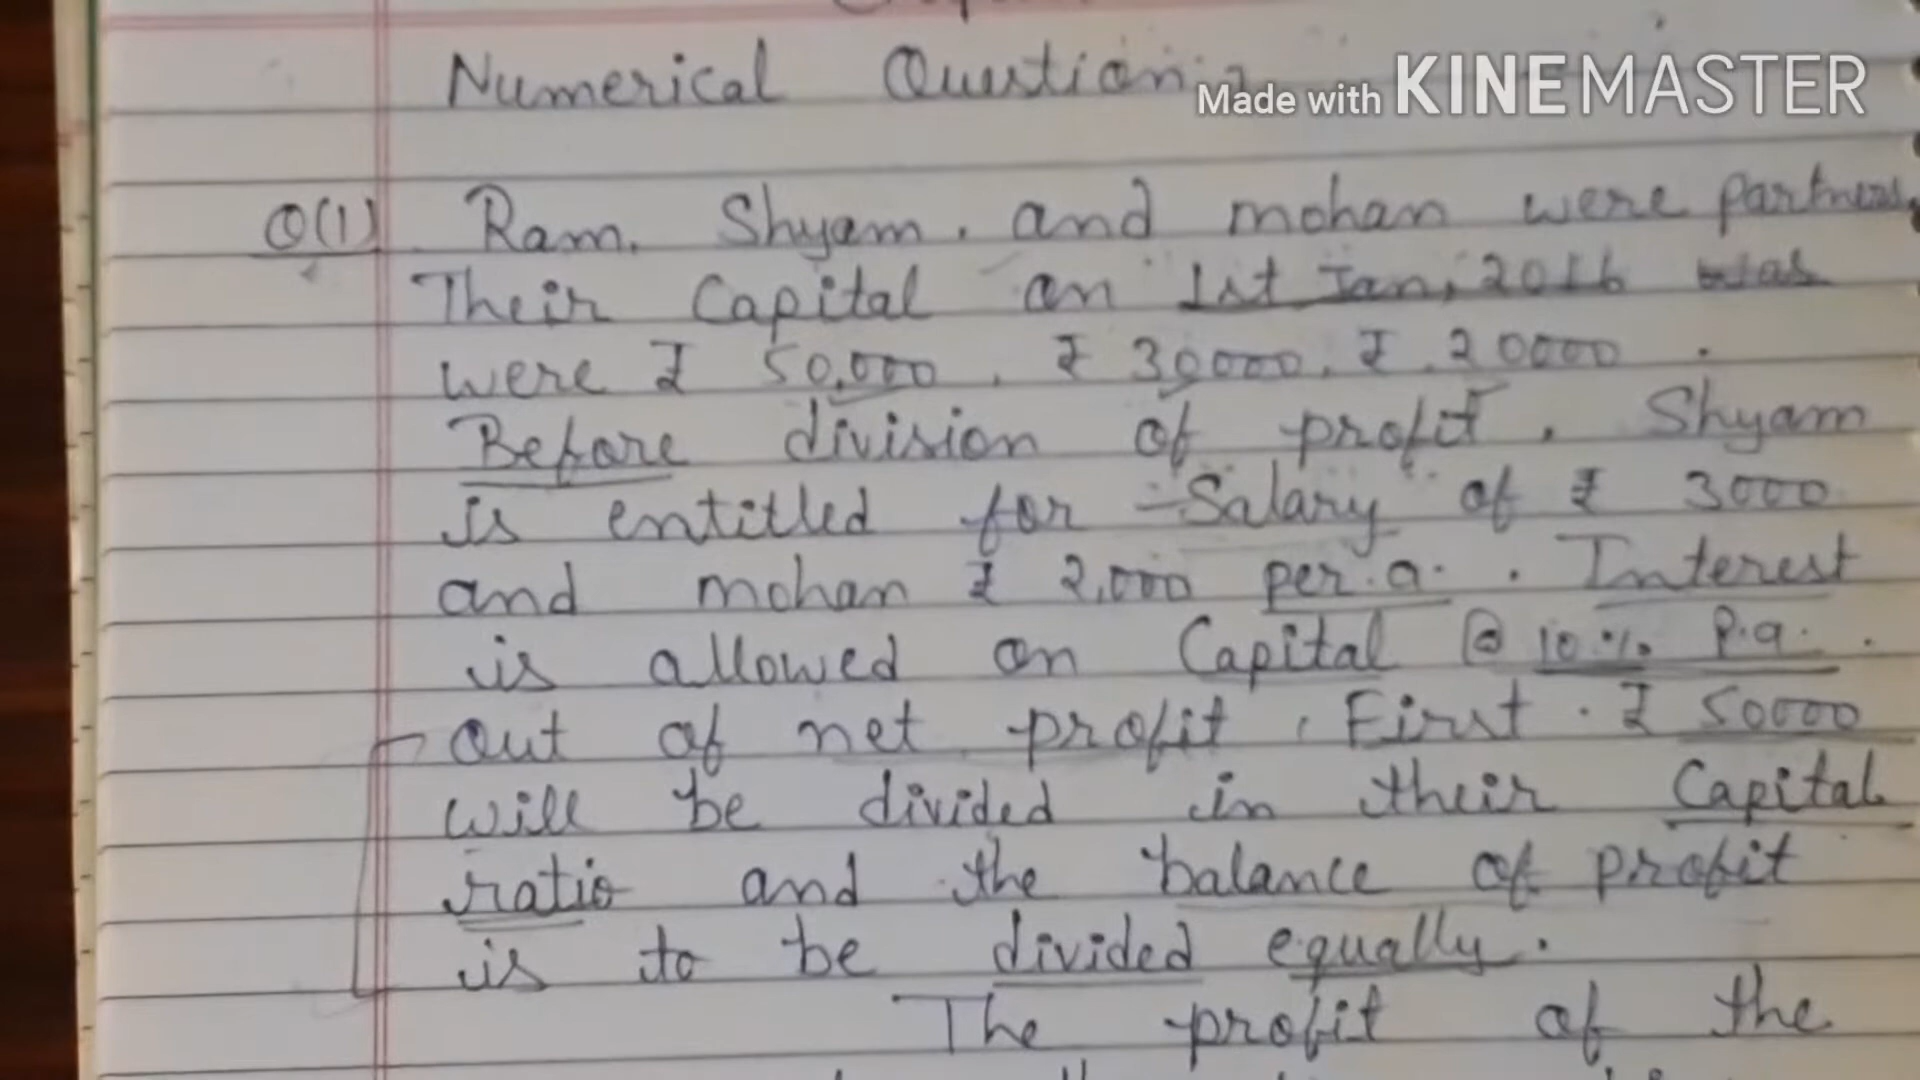 Numerical Question
Made with KINEMASTER
Q(1) Ram, Shyam, and mohan were partners.
Their Capital on 1st Jan, 2016 was
were ₹ 50,000, ₹ 30000, ₹ 20000.
Before division of profit, Shyam
is entitled for Salary of ₹ 3000
and mohan ₹ 2,000 per.a. Interest
is allowed on Capital @ 10% P.a.
out of net profit, First ₹ 50000
will be divided in their Capital
ratio and the balance of profit
is to be divided equally.
The profit of the